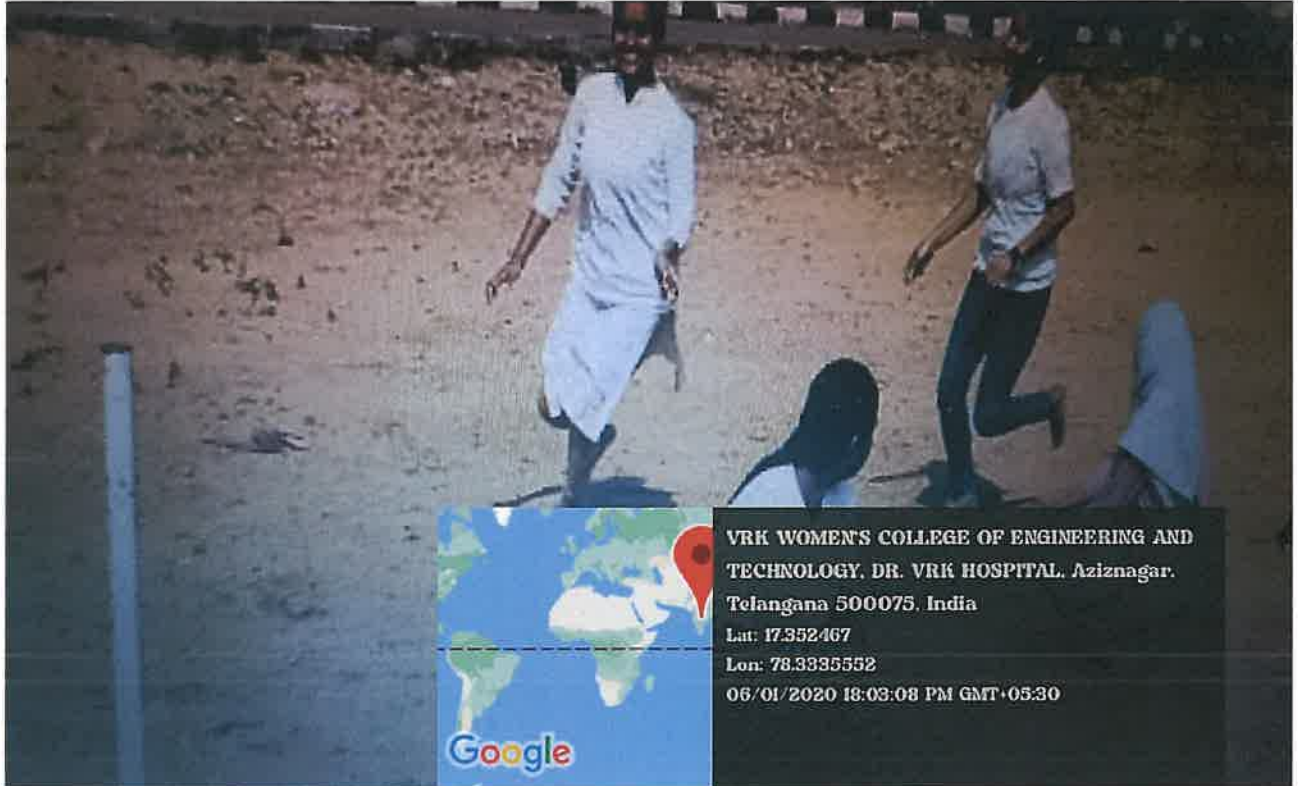 VRK WOMEN'S COLLEGE OF ENGINEERING AND
TECHNOLOGY, DR. VRK HOSPITAL, Aziznagar,
Telangana 500075, India
Lat: 17.352467
Lon: 78.3335552
06/01/2020 18:03:08 PM GMT+05:30
Google